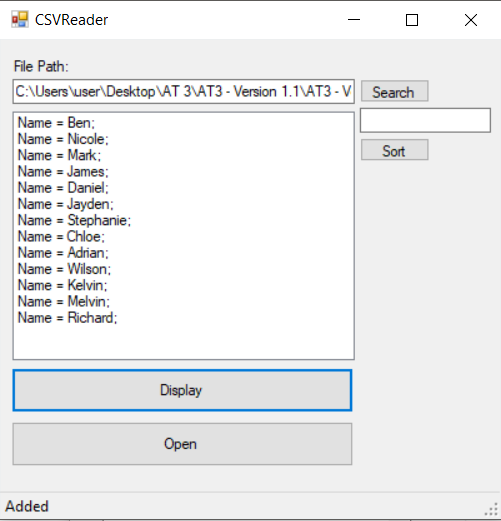 CSVReader
File Path:
C:\Users\user\Desktop\AT 3\AT3 - Version 1.1\AT3 - V
Search
Name = Ben;
Name = Nicole;
Name = Mark;
Name = James;
Name = Daniel;
Name = Jayden;
Name = Stephanie;
Name = Chloe;
Name = Adrian;
Name = Wilson;
Name = Kelvin;
Name = Melvin;
Name = Richard;
Sort
Display
Open
Added